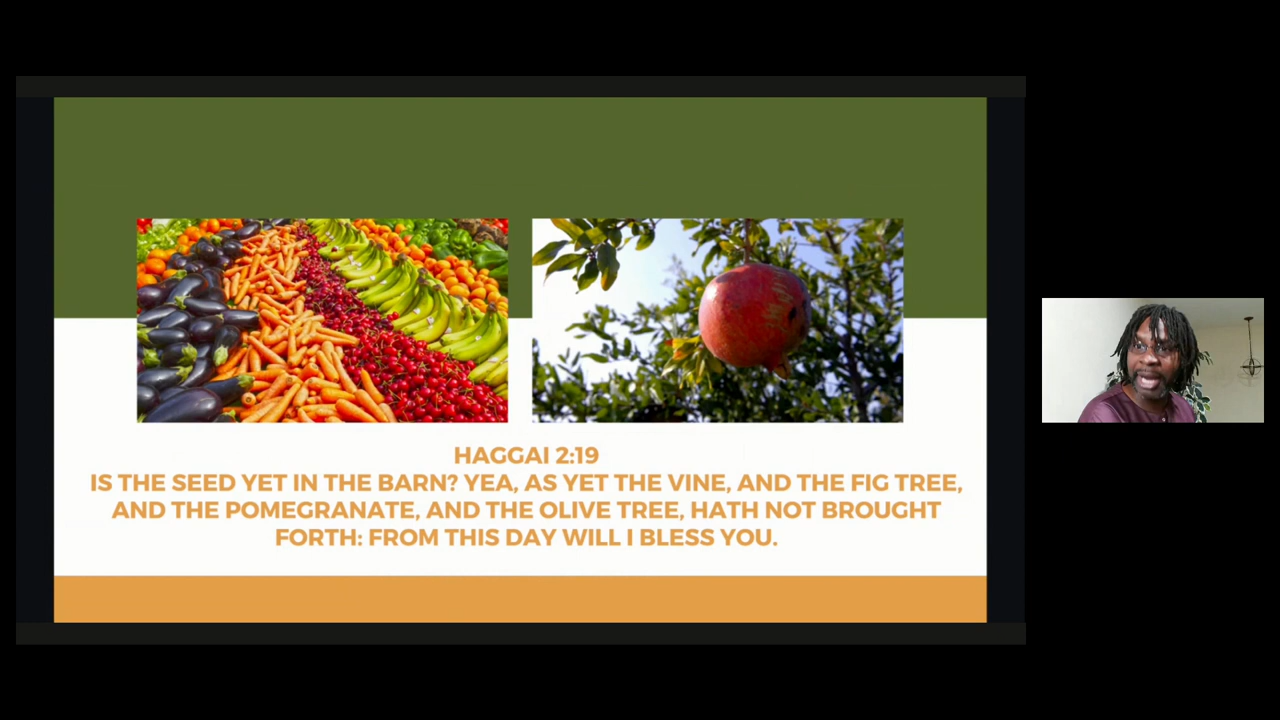 HAGGAI 2:19
IS THE SEED YET IN THE BARN? YEA, AS YET THE VINE, AND THE FIG TREE,
AND THE POMEGRANATE, AND THE OLIVE TREE, HATH NOT BROUGHT
FORTH: FROM THIS DAY WILL I BLESS YOU.